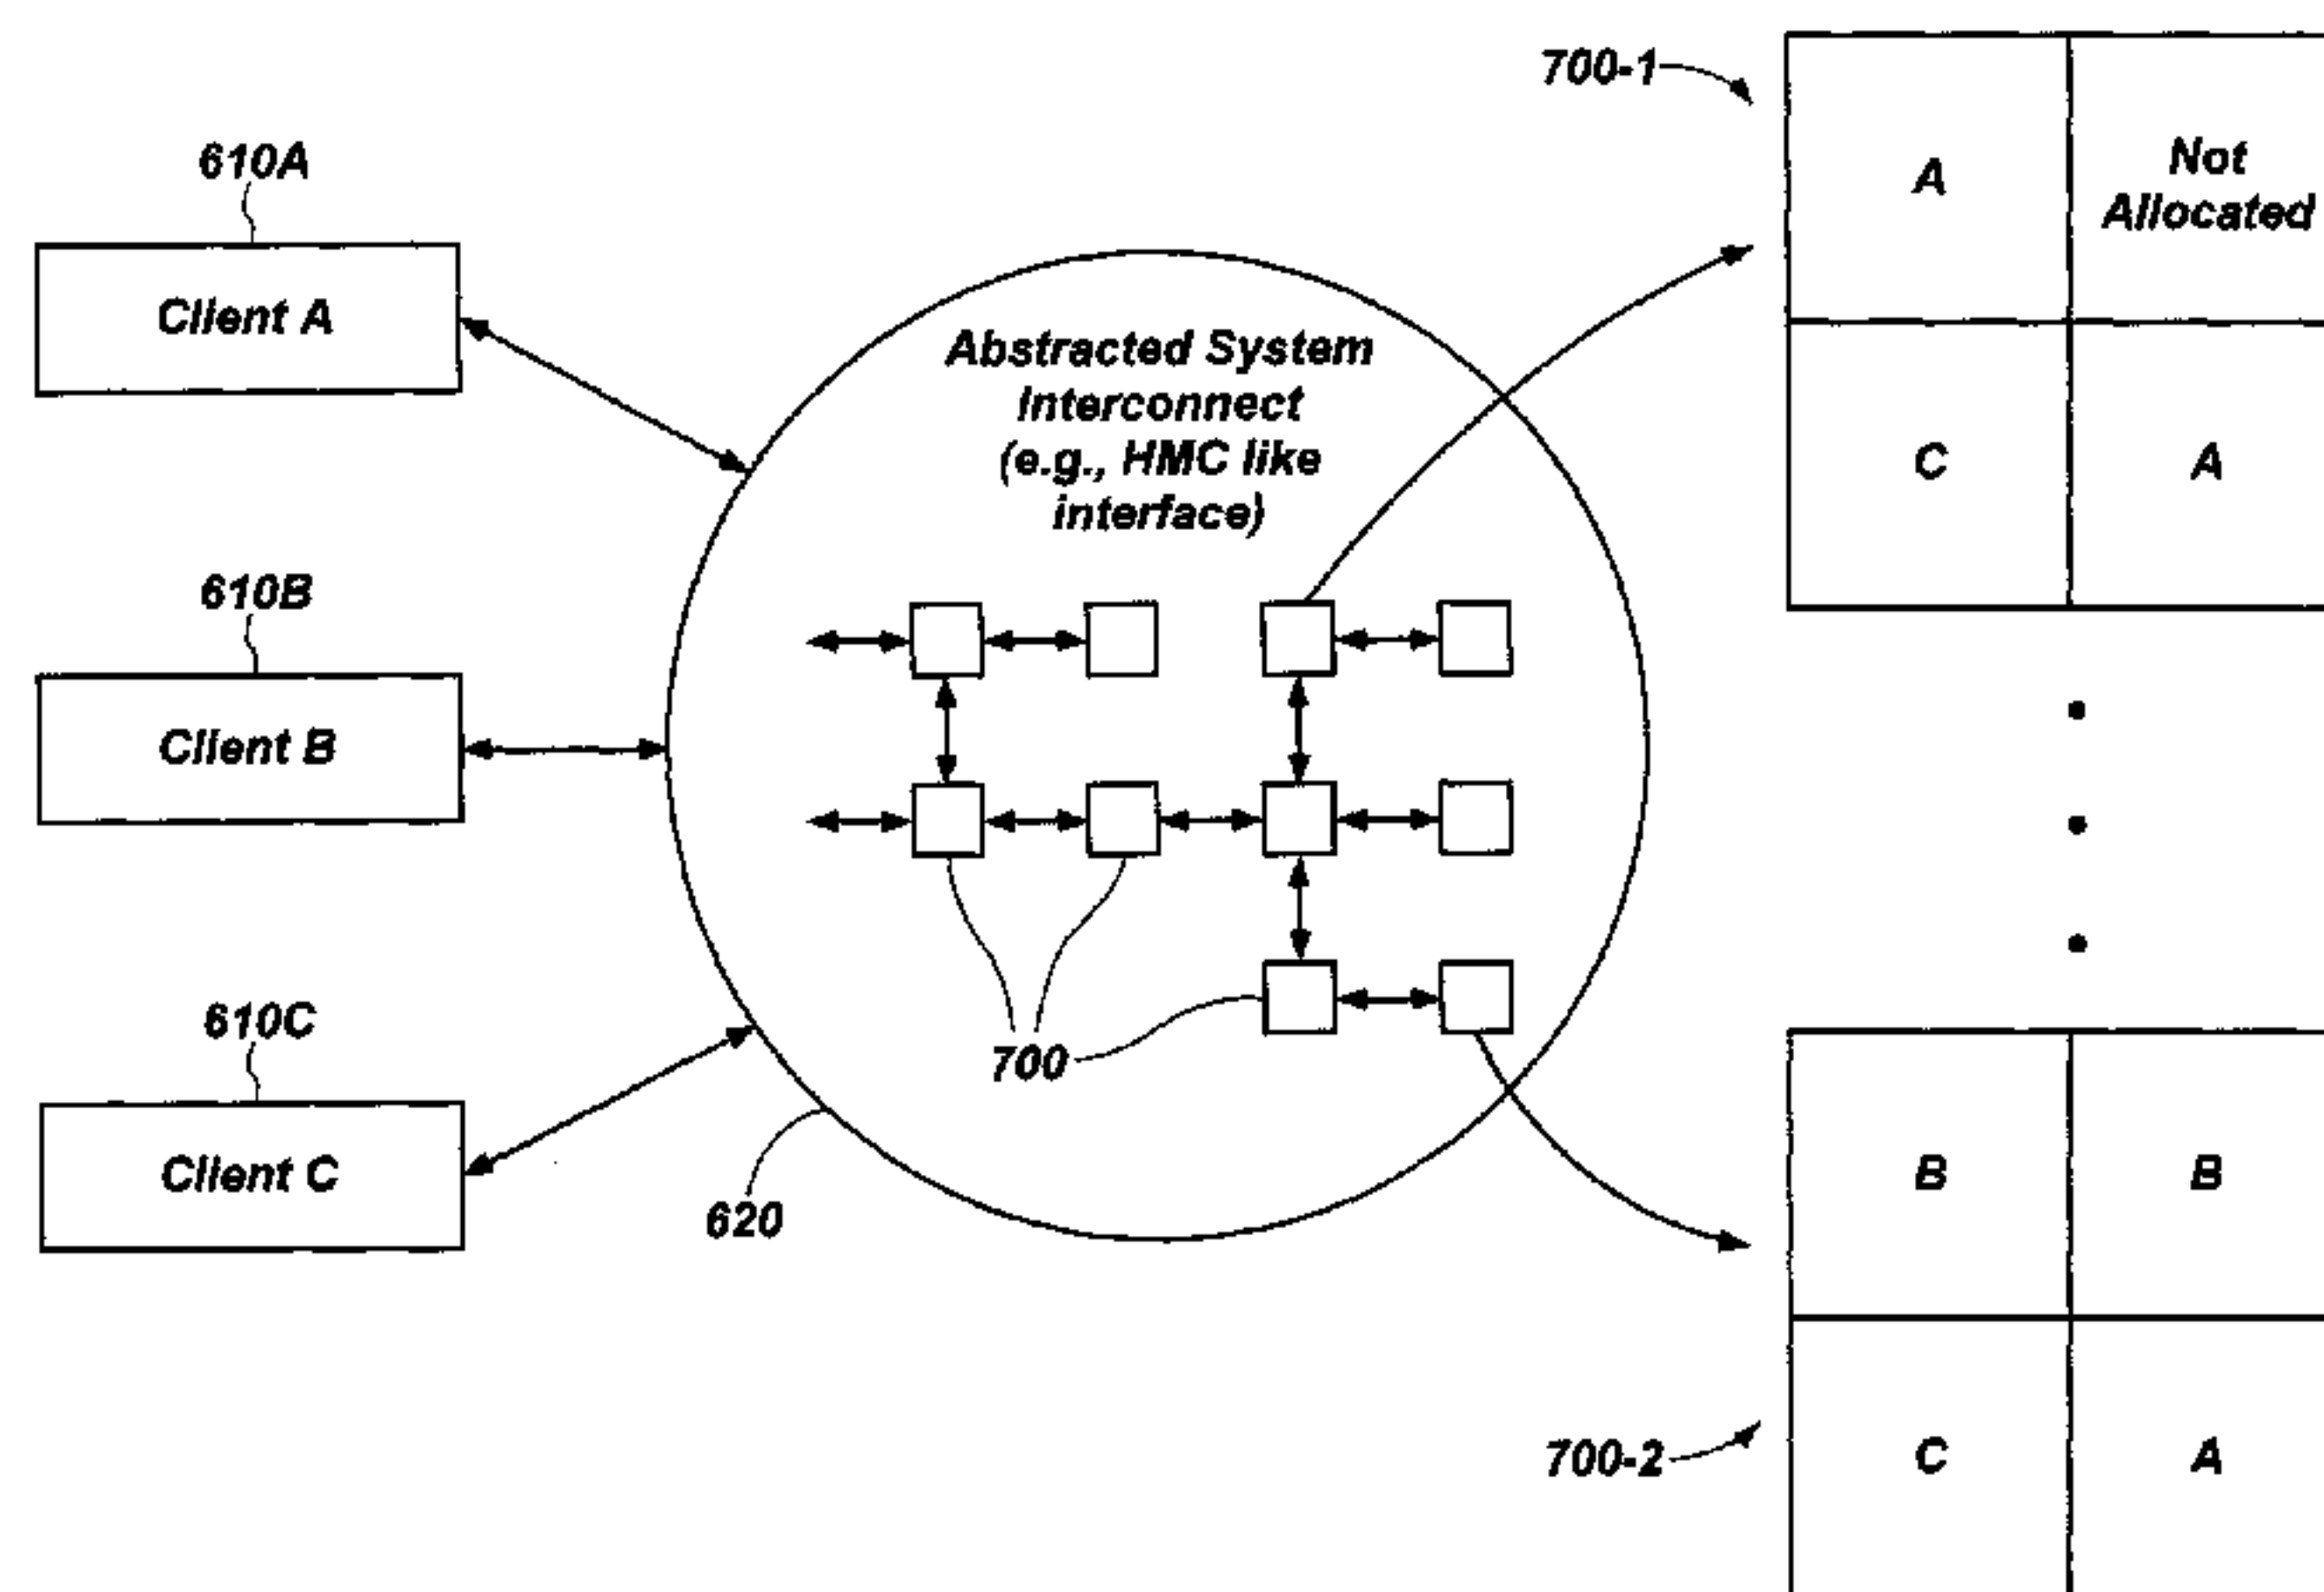 700-1
A
Not
Allocated
C
A
610A
Client A
Abstracted System
Interconnect
(e.g., HMC like
interface)
610B
Client B
610C
Client C
700
620
B
B
700-2
C
A